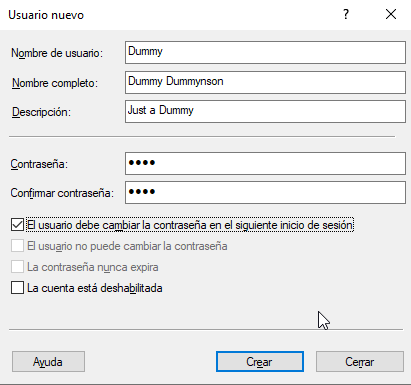 Usuario nuevo ? ×
Nombre de usuario: Dummy
Nombre completo: Dummy Dummynson
Descripción: Just a Dummy
Contraseña: ●●●●
Confirmar contraseña: ●●●●
El usuario debe cambiar la contraseña en el siguiente inicio de sesión
El usuario no puede cambiar la contraseña
La contraseña nunca expira
La cuenta está deshabilitada
Ayuda Crear Cerrar